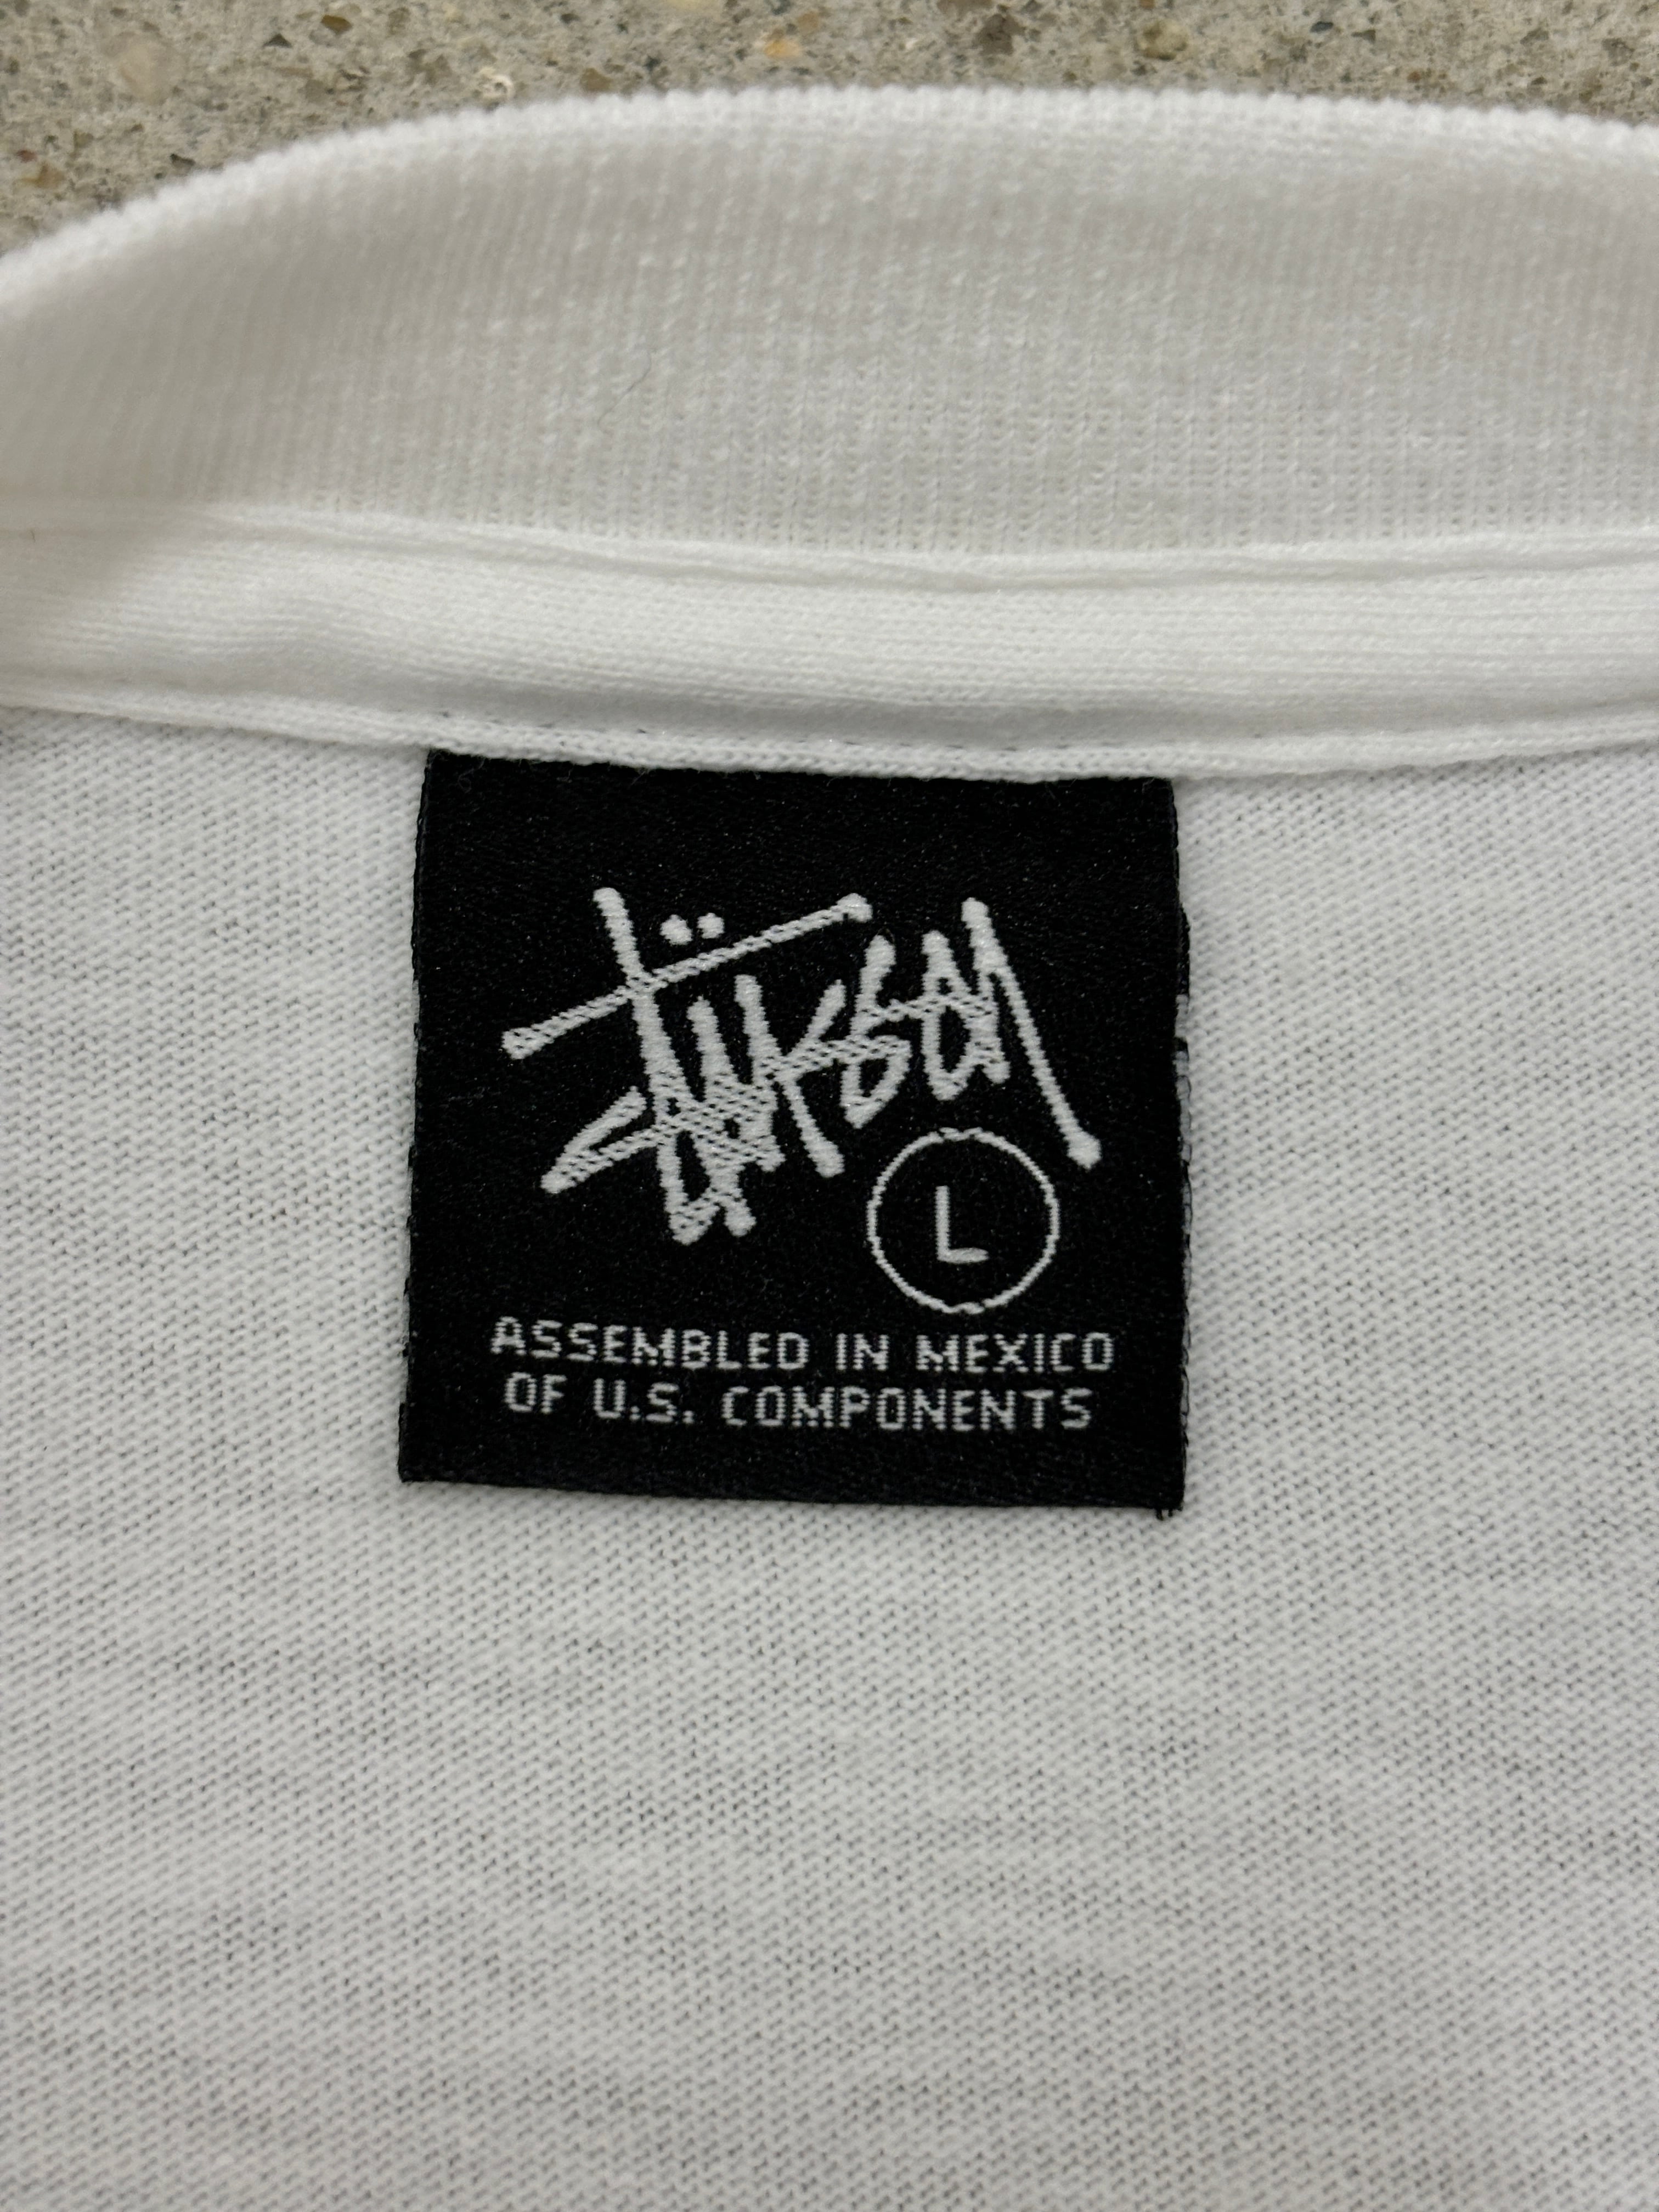 Stüssy
L
ASSEMBLED IN MEXICO
OF U.S. COMPONENTS